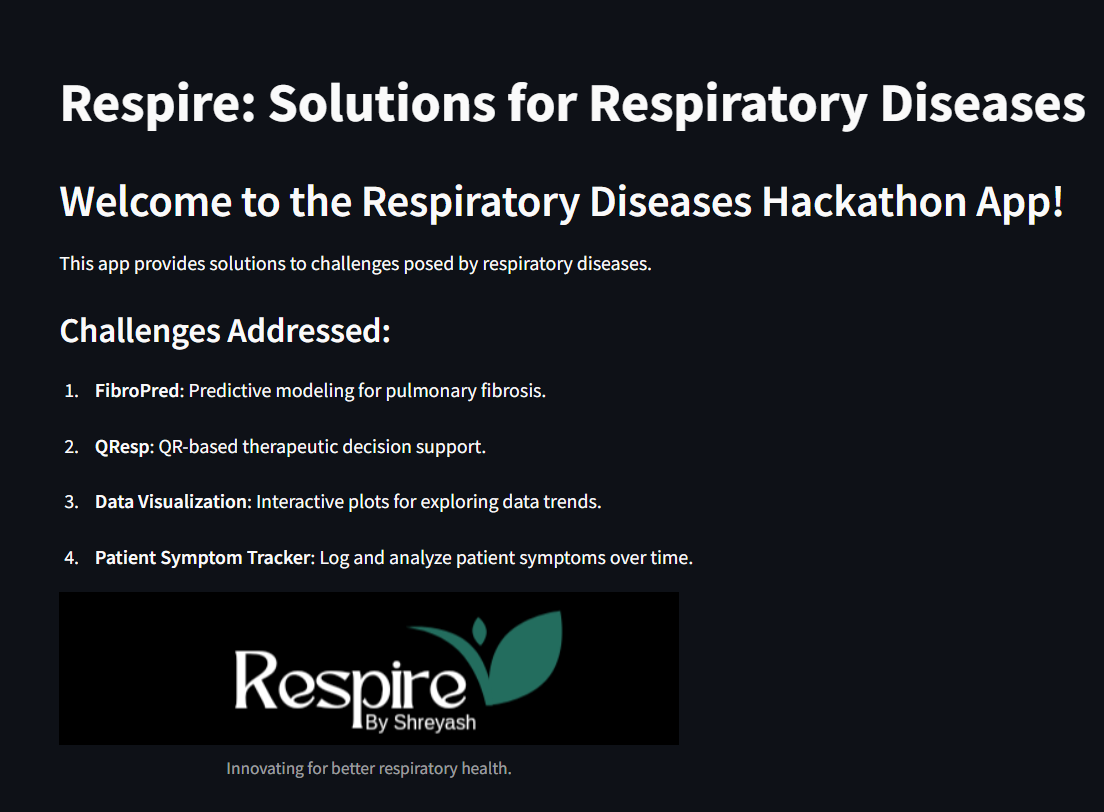 Respire: Solutions for Respiratory Diseases
Welcome to the Respiratory Diseases Hackathon App!
This app provides solutions to challenges posed by respiratory diseases.
Challenges Addressed:
1. FibroPred: Predictive modeling for pulmonary fibrosis.
2. QResp: QR-based therapeutic decision support.
3. Data Visualization: Interactive plots for exploring data trends.
4. Patient Symptom Tracker: Log and analyze patient symptoms over time.
Respire
By Shreyash
Innovating for better respiratory health.